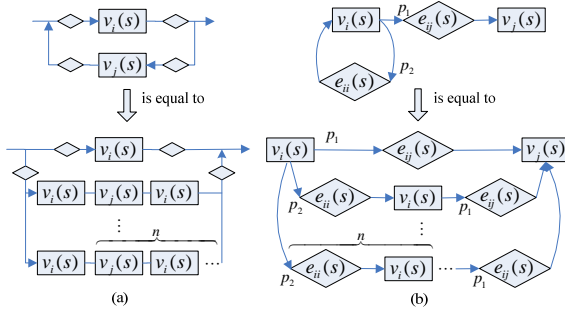 v_i(s) p_1 e_ij(s) v_j(s)
v_i(s)
v_j(s)
p_2
e_ii(s)
is equal to is equal to
v_i(s)
v_i(s) p_1 e_ij(s) v_j(s)
v_i(s) v_j(s) v_i(s)
p_2 e_ii(s) v_i(s) p_1 e_ij(s)
⋮ ⋮
n n
v_i(s) v_j(s) v_i(s) ...
p_2 e_ii(s) v_i(s) ... p_1 e_ij(s)
(a) (b)